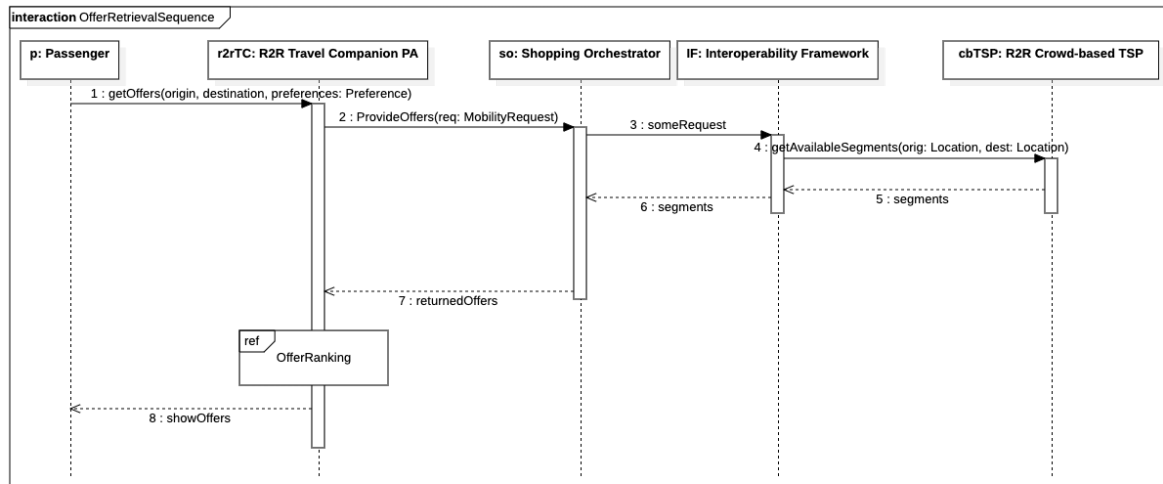 interaction OfferRetrievalSequence
p: Passenger
r2rTC: R2R Travel Companion PA
so: Shopping Orchestrator
IF: Interoperability Framework
cbTSP: R2R Crowd-based TSP
1 : getOffers(origin, destination, preferences: Preference)
2 : ProvideOffers(req: MobilityRequest)
3 : someRequest
4 : getAvailableSegments(orig: Location, dest: Location)
5 : segments
6 : segments
7 : returnedOffers
ref
OfferRanking
8 : showOffers